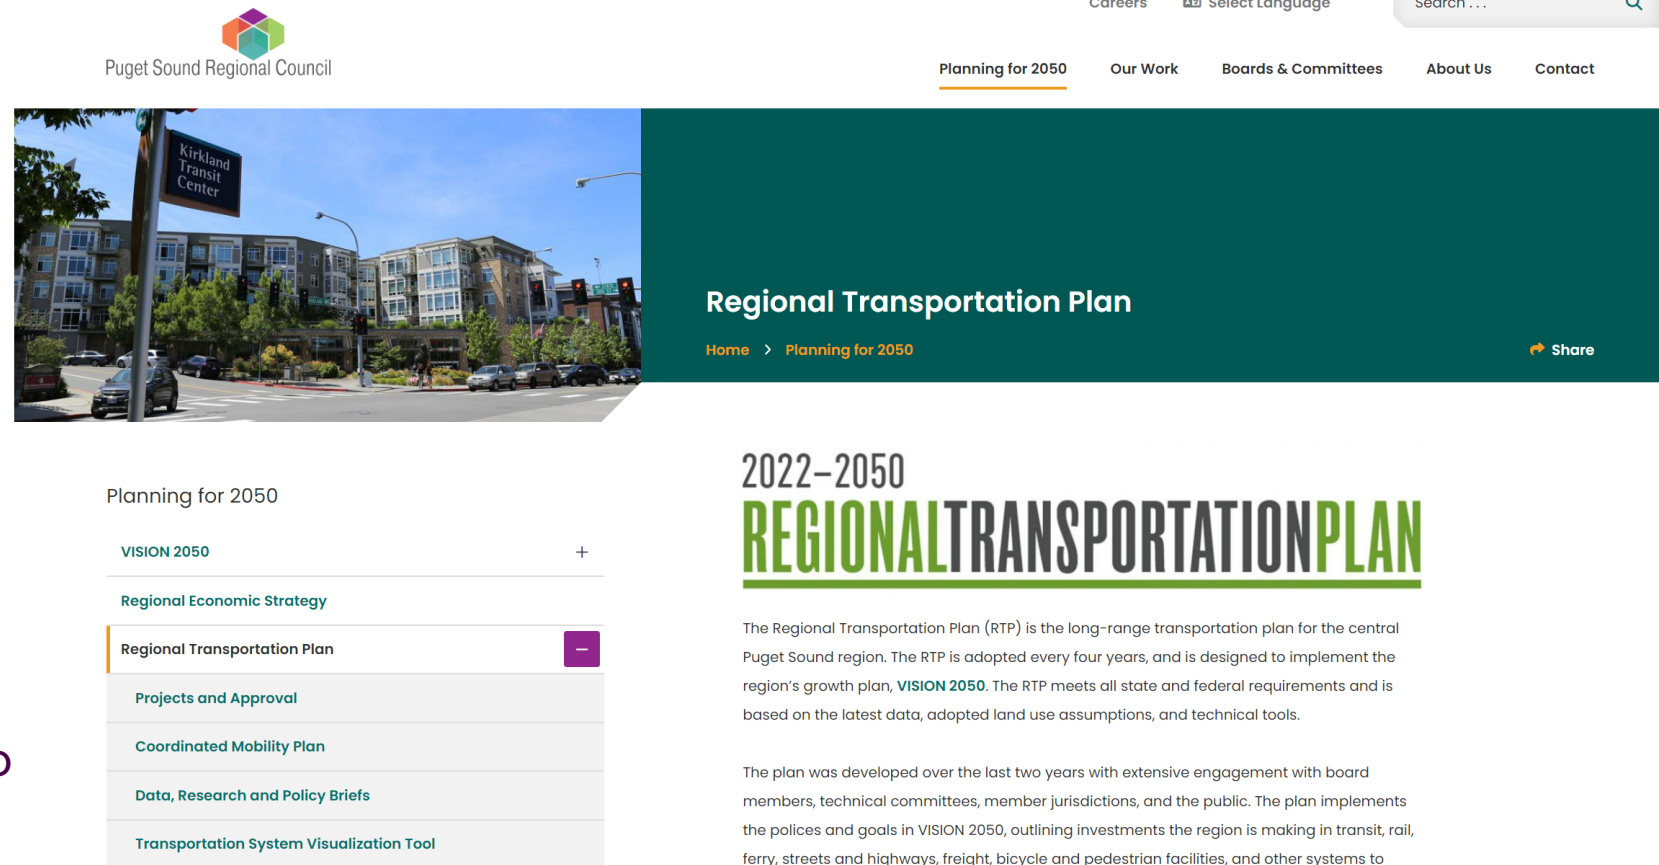 Careers
Select Language
Search . . .
Puget Sound Regional Council
Planning for 2050
Our Work
Boards & Committees
About Us
Contact
Kirkland
Transit
Center
Regional Transportation Plan
Home > Planning for 2050
Share
Planning for 2050
VISION 2050 +
Regional Economic Strategy
Regional Transportation Plan −
Projects and Approval
Coordinated Mobility Plan
Data, Research and Policy Briefs
Transportation System Visualization Tool
2022–2050
REGIONALTRANSPORTATIONPLAN
The Regional Transportation Plan (RTP) is the long-range transportation plan for the central
Puget Sound region. The RTP is adopted every four years, and is designed to implement the
region’s growth plan, VISION 2050. The RTP meets all state and federal requirements and is
based on the latest data, adopted land use assumptions, and technical tools.
The plan was developed over the last two years with extensive engagement with board
members, technical committees, member jurisdictions, and the public. The plan implements
the polices and goals in VISION 2050, outlining investments the region is making in transit, rail,
ferry, streets and highways, freight, bicycle and pedestrian facilities, and other systems to